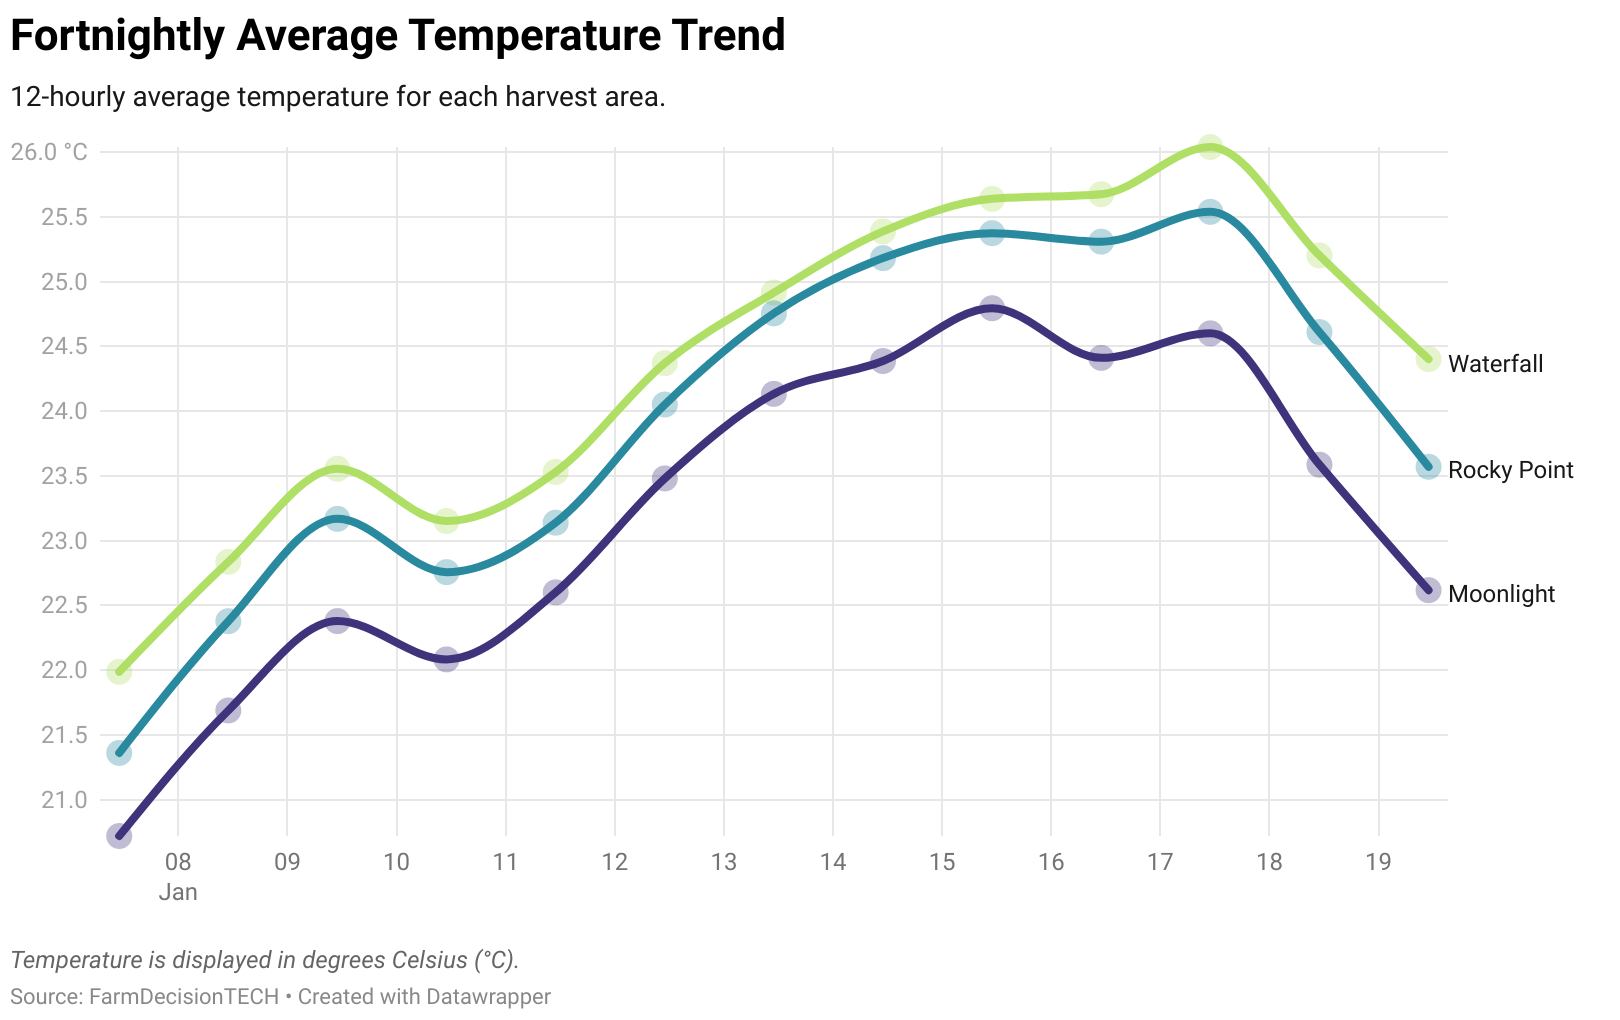 Fortnightly Average Temperature Trend
12-hourly average temperature for each harvest area.
26.0 °C
25.5
25.0
24.5
24.0
23.5
23.0
22.5
22.0
21.5
21.0
Waterfall
Rocky Point
Moonlight
08 09 10 11 12 13 14 15 16 17 18 19
Jan
Temperature is displayed in degrees Celsius (°C).
Source: FarmDecisionTECH • Created with Datawrapper